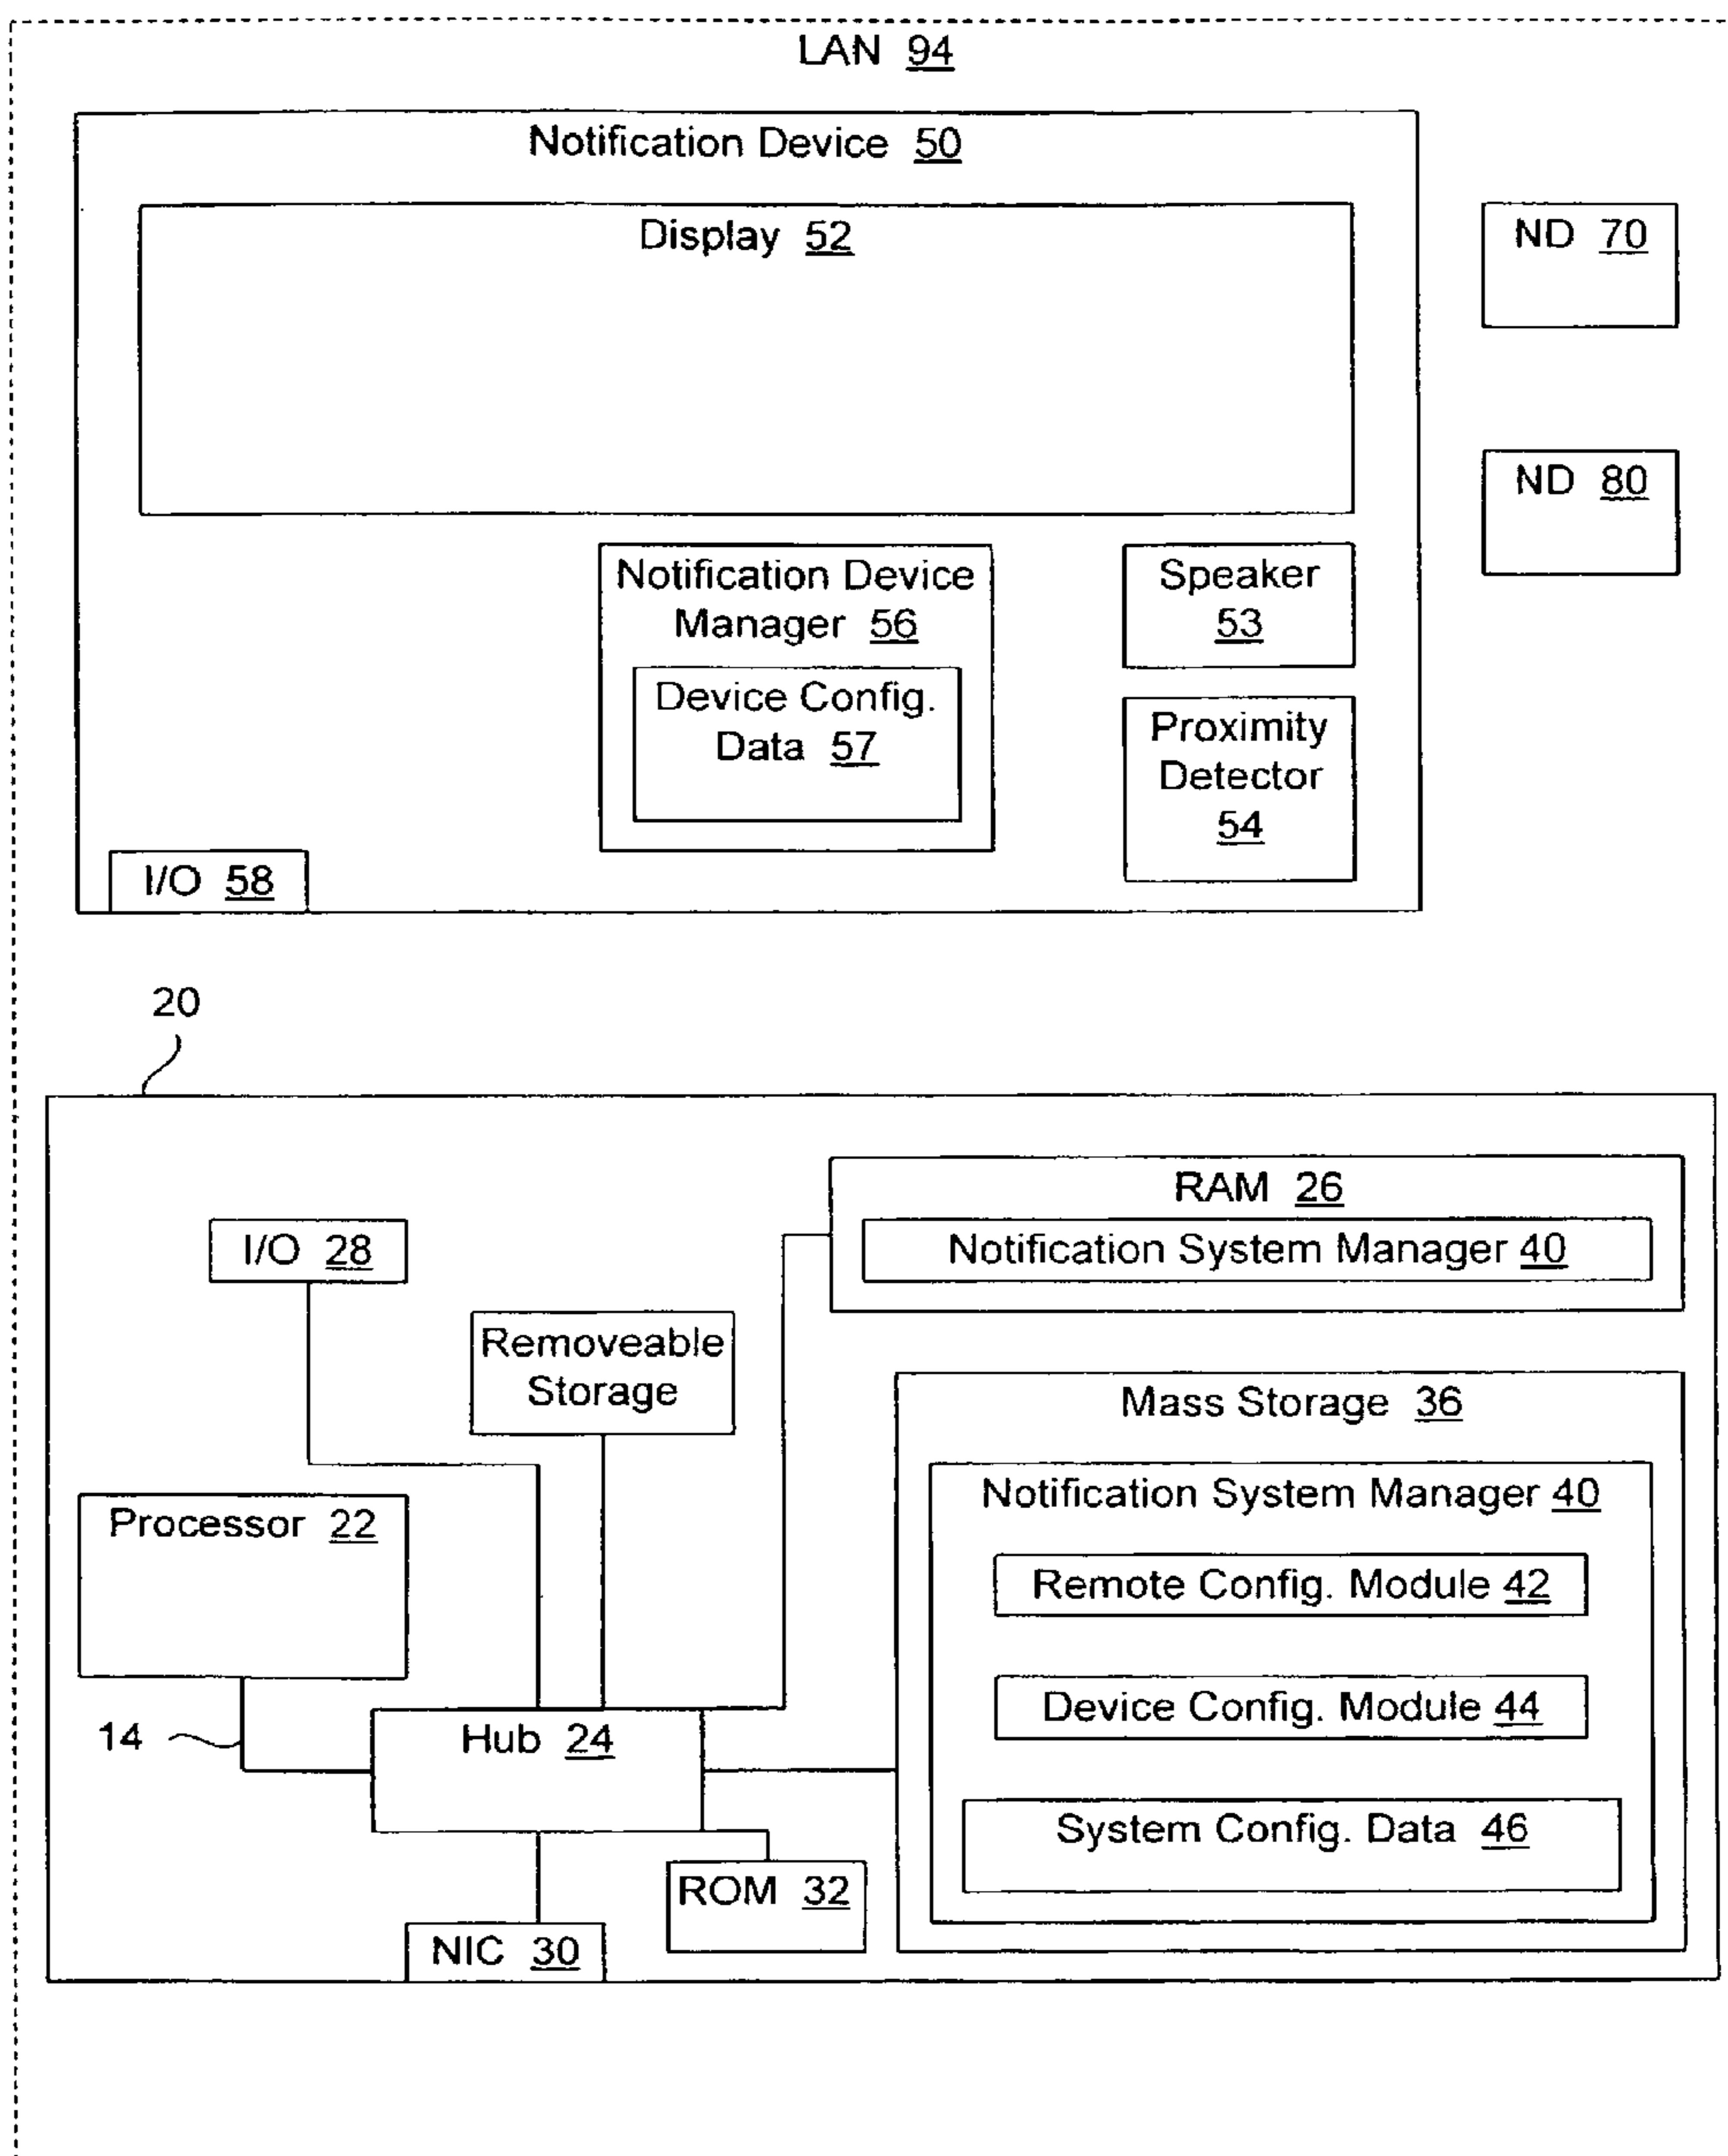 LAN 94
Notification Device 50
Display 52
ND 70
ND 80
Notification Device
Manager 56
Device Config.
Data 57
Speaker
53
Proximity
Detector
54
I/O 58
20
RAM 26
Notification System Manager 40
I/O 28
Removeable
Storage
Mass Storage 36
Notification System Manager 40
Remote Config. Module 42
Device Config. Module 44
System Config. Data 46
Processor 22
14
Hub 24
ROM 32
NIC 30